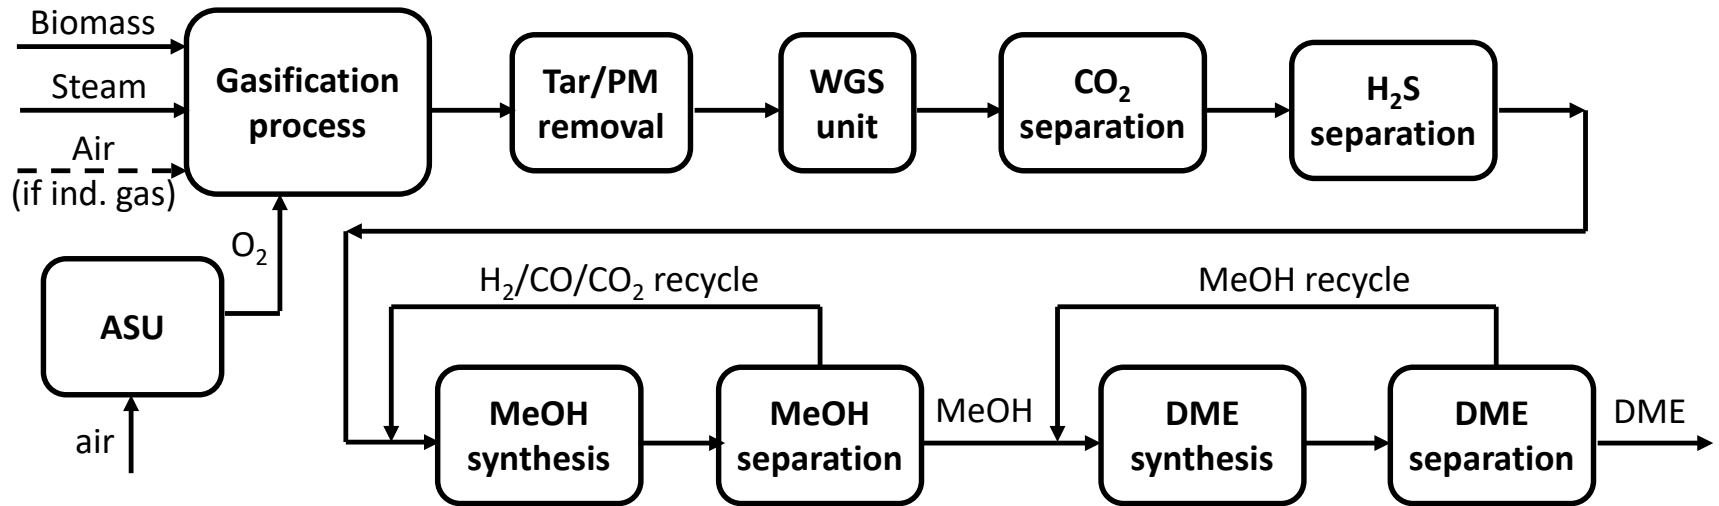 Biomass
Steam
Air
(if ind. gas)
Gasification
process
Tar/PM
removal
WGS
unit
CO₂
separation
H₂S
separation
O₂
ASU
air
H₂/CO/CO₂ recycle
MeOH recycle
MeOH
synthesis
MeOH
separation
MeOH
DME
synthesis
DME
separation
DME